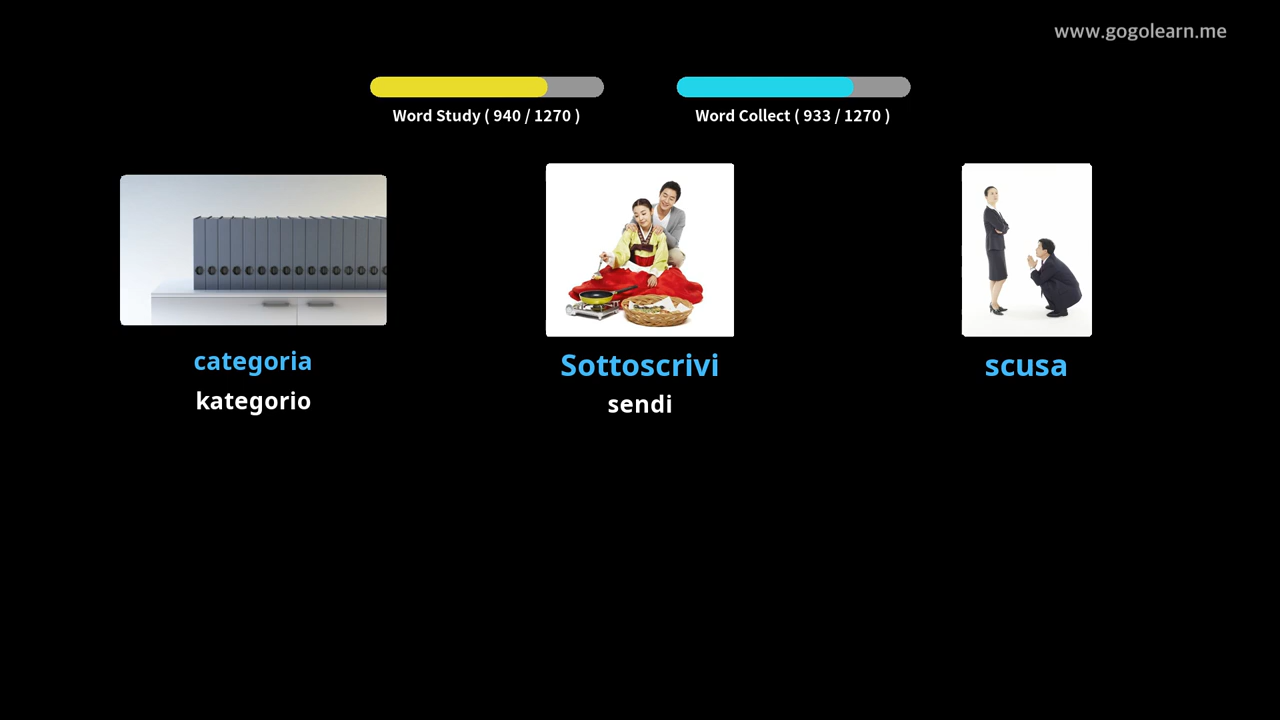 www.gogolearn.me
Word Study ( 940 / 1270 )
Word Collect ( 933 / 1270 )
categoria
kategorio
Sottoscrivi
sendi
scusa